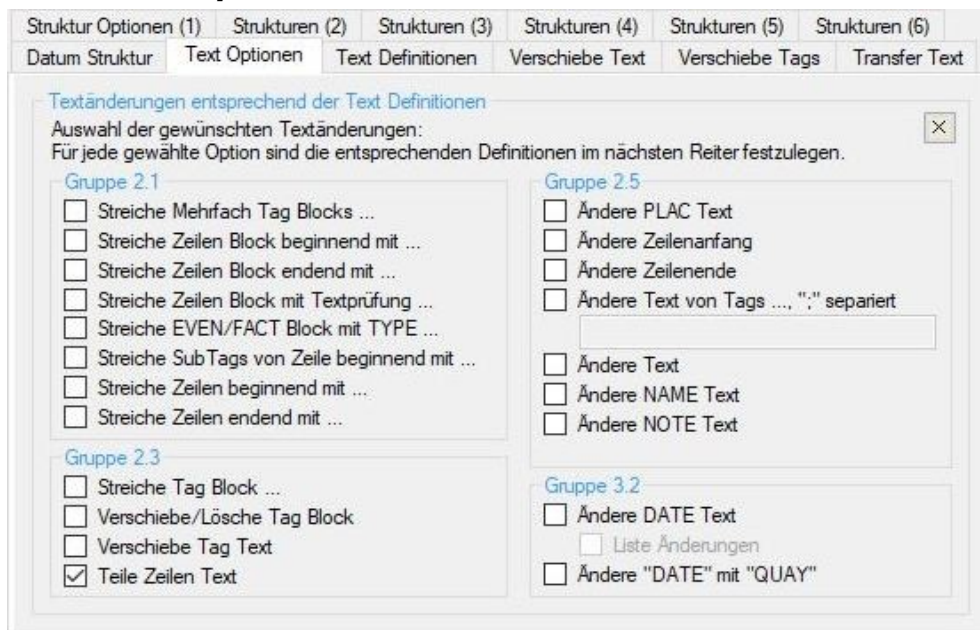 Struktur Optionen (1) Strukturen (2) Strukturen (3) Strukturen (4) Strukturen (5) Strukturen (6)
Datum Struktur Text Optionen Text Definitionen Verschiebe Text Verschiebe Tags Transfer Text
Textänderungen entsprechend der Text Definitionen
Auswahl der gewünschten Textänderungen:
Für jede gewählte Option sind die entsprechenden Definitionen im nächsten Reiter festzulegen.
Gruppe 2.1
Streiche Mehrfach Tag Blocks ...
Streiche Zeilen Block beginnend mit ...
Streiche Zeilen Block endend mit ...
Streiche Zeilen Block mit Textprüfung ...
Streiche EVEN/FACT Block mit TYPE ...
Streiche SubTags von Zeile beginnend mit ...
Streiche Zeilen beginnend mit ...
Streiche Zeilen endend mit ...
Gruppe 2.3
Streiche Tag Block ...
Verschiebe/Lösche Tag Block
Verschiebe Tag Text
Teile Zeilen Text
Gruppe 2.5
Ändere PLAC Text
Ändere Zeilenanfang
Ändere Zeilenende
Ändere Text von Tags ..., ";" separiert
Ändere Text
Ändere NAME Text
Ändere NOTE Text
Gruppe 3.2
Ändere DATE Text
Liste Änderungen
Ändere "DATE" mit "QUAY"